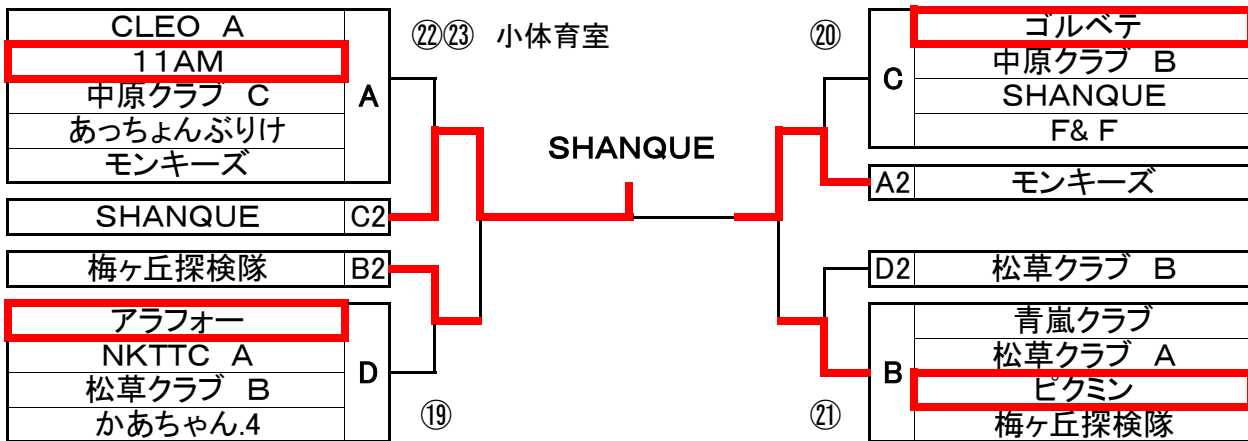 CLEO A
11AM
中原クラブ C
あっちょんぶりけ
モンキーズ
A
㉒㉓ 小体育室
SHANQUE
C2
梅ヶ丘探検隊
B2
アラフォー
NKTTC A
松草クラブ B
かあちゃん.4
D
⑲
SHANQUE
⑳
C
ゴルベテ
中原クラブ B
SHANQUE
F& F
A2
モンキーズ
D2
松草クラブ B
B
青嵐クラブ
松草クラブ A
ピクミン
梅ヶ丘探検隊
㉑